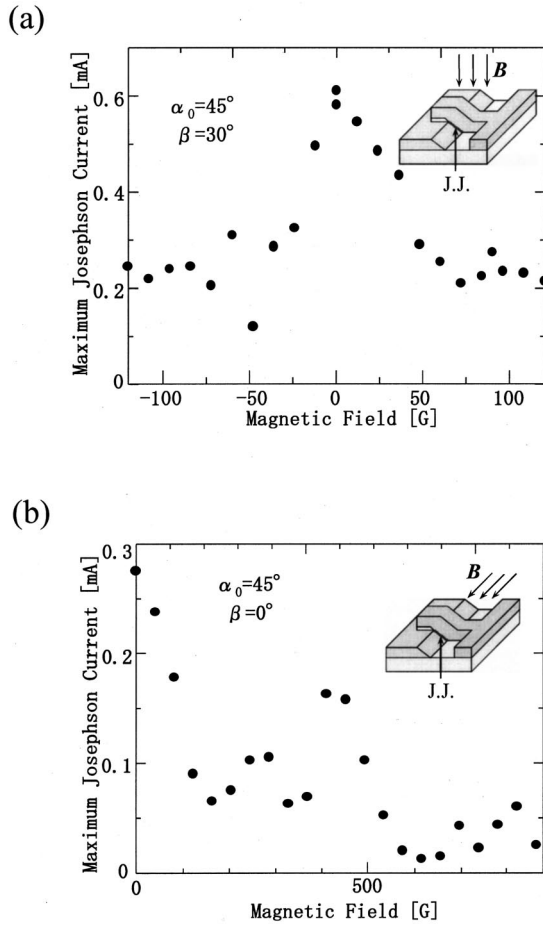 (a)
Maximum Josephson Current [mA]
0.6
0.4
0.2
0
α₀=45°
β=30°
B
J.J.
−100
−50
0
50
100
Magnetic Field [G]
(b)
Maximum Josephson Current [mA]
0.3
0.2
0.1
0
α₀=45°
β=0°
B
J.J.
0
500
Magnetic Field [G]